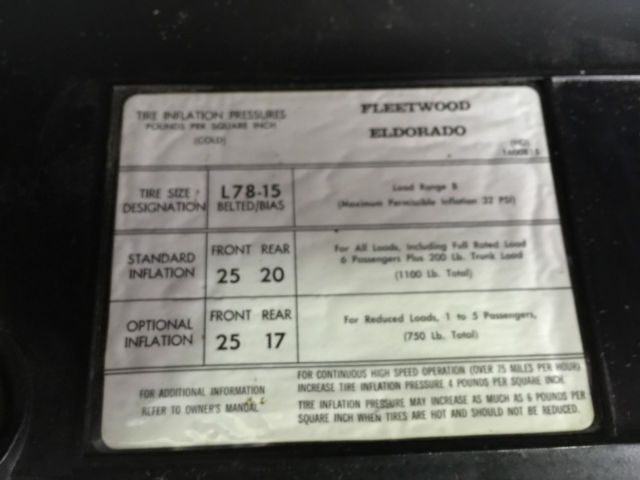 TIRE INFLATION PRESSURES
POUNDS PER SQUARE INCH
(COLD)
FLEETWOOD
ELDORADO
TIRE SIZE
DESIGNATION
L78-15
BELTED/BIAS
Load Range B
(Maximum Permissible Inflation 32 PSI)
STANDARD
INFLATION
FRONT REAR
25 20
For All Loads, Including Full Rated Load
6 Passengers Plus 200 Lb. Trunk Load
(1100 Lb. Total)
OPTIONAL
INFLATION
FRONT REAR
25 17
For Reduced Loads, 1 to 5 Passengers,
(750 Lb. Total)
FOR ADDITIONAL INFORMATION
REFER TO OWNER'S MANUAL
FOR CONTINUOUS HIGH SPEED OPERATION (OVER 75 MILES PER HOUR)
INCREASE TIRE INFLATION PRESSURE 4 POUNDS PER SQUARE INCH.
TIRE INFLATION PRESSURE MAY INCREASE AS MUCH AS 6 POUNDS PER
SQUARE INCH WHEN TIRES ARE HOT AND SHOULD NOT BE REDUCED.